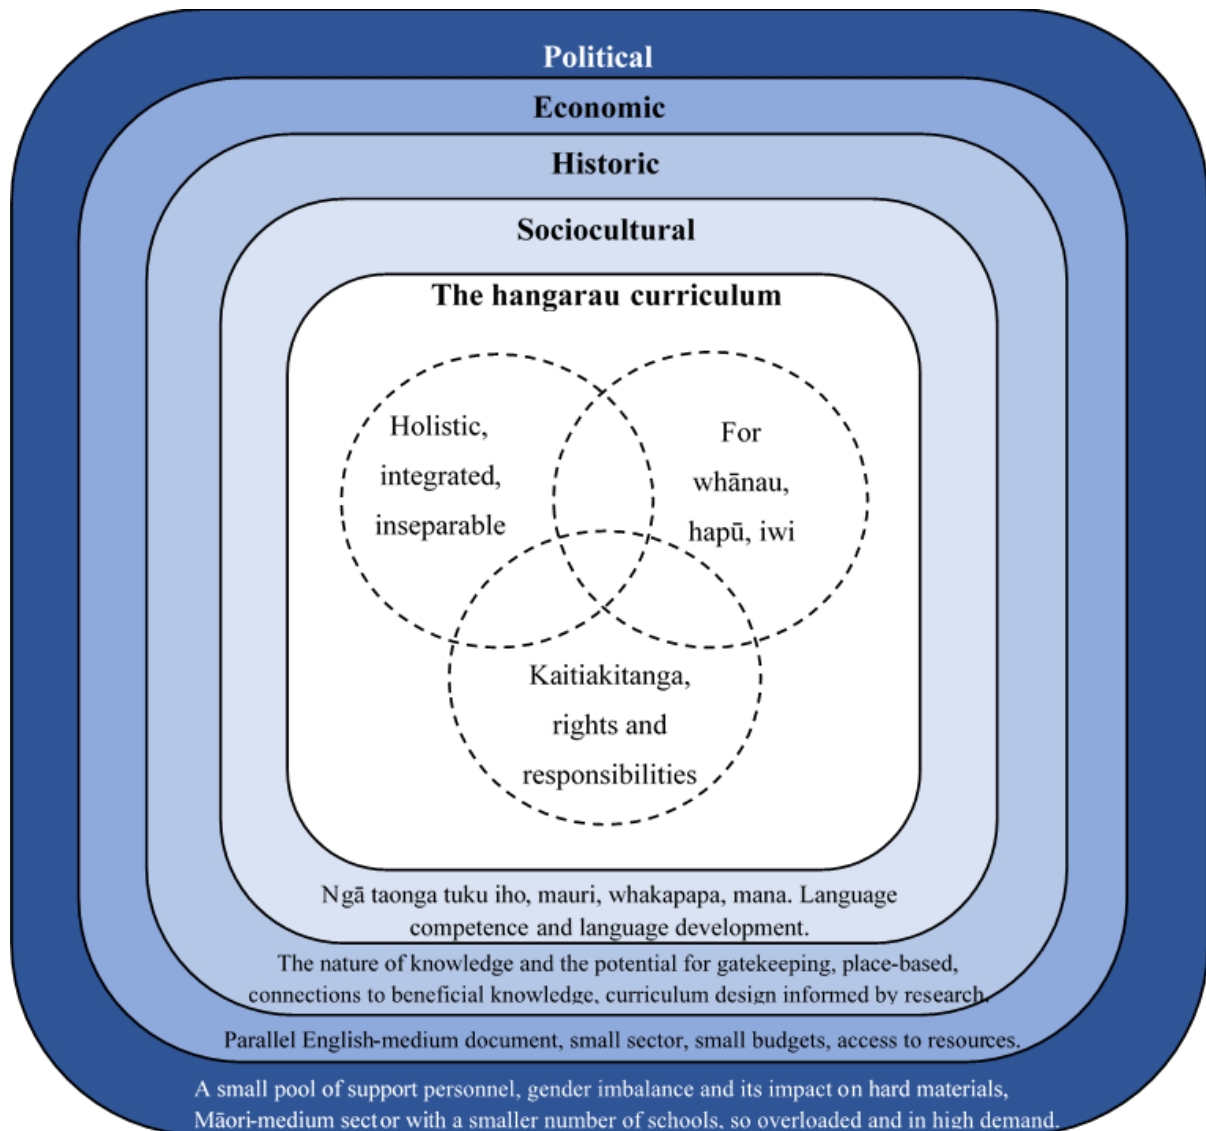 Political
Economic
Historic
Sociocultural
The hangarau curriculum
Holistic,
integrated,
inseparable
For
whānau,
hapū, iwi
Kaitiakitanga,
rights and
responsibilities
Ngā taonga tuku iho, mauri, whakapapa, mana. Language
competence and language development.
The nature of knowledge and the potential for gatekeeping, place-based,
connections to beneficial knowledge, curriculum design informed by research.
Parallel English-medium document, small sector, small budgets, access to resources.
A small pool of support personnel, gender imbalance and its impact on hard materials,
Māori-medium sector with a smaller number of schools, so overloaded and in high demand.